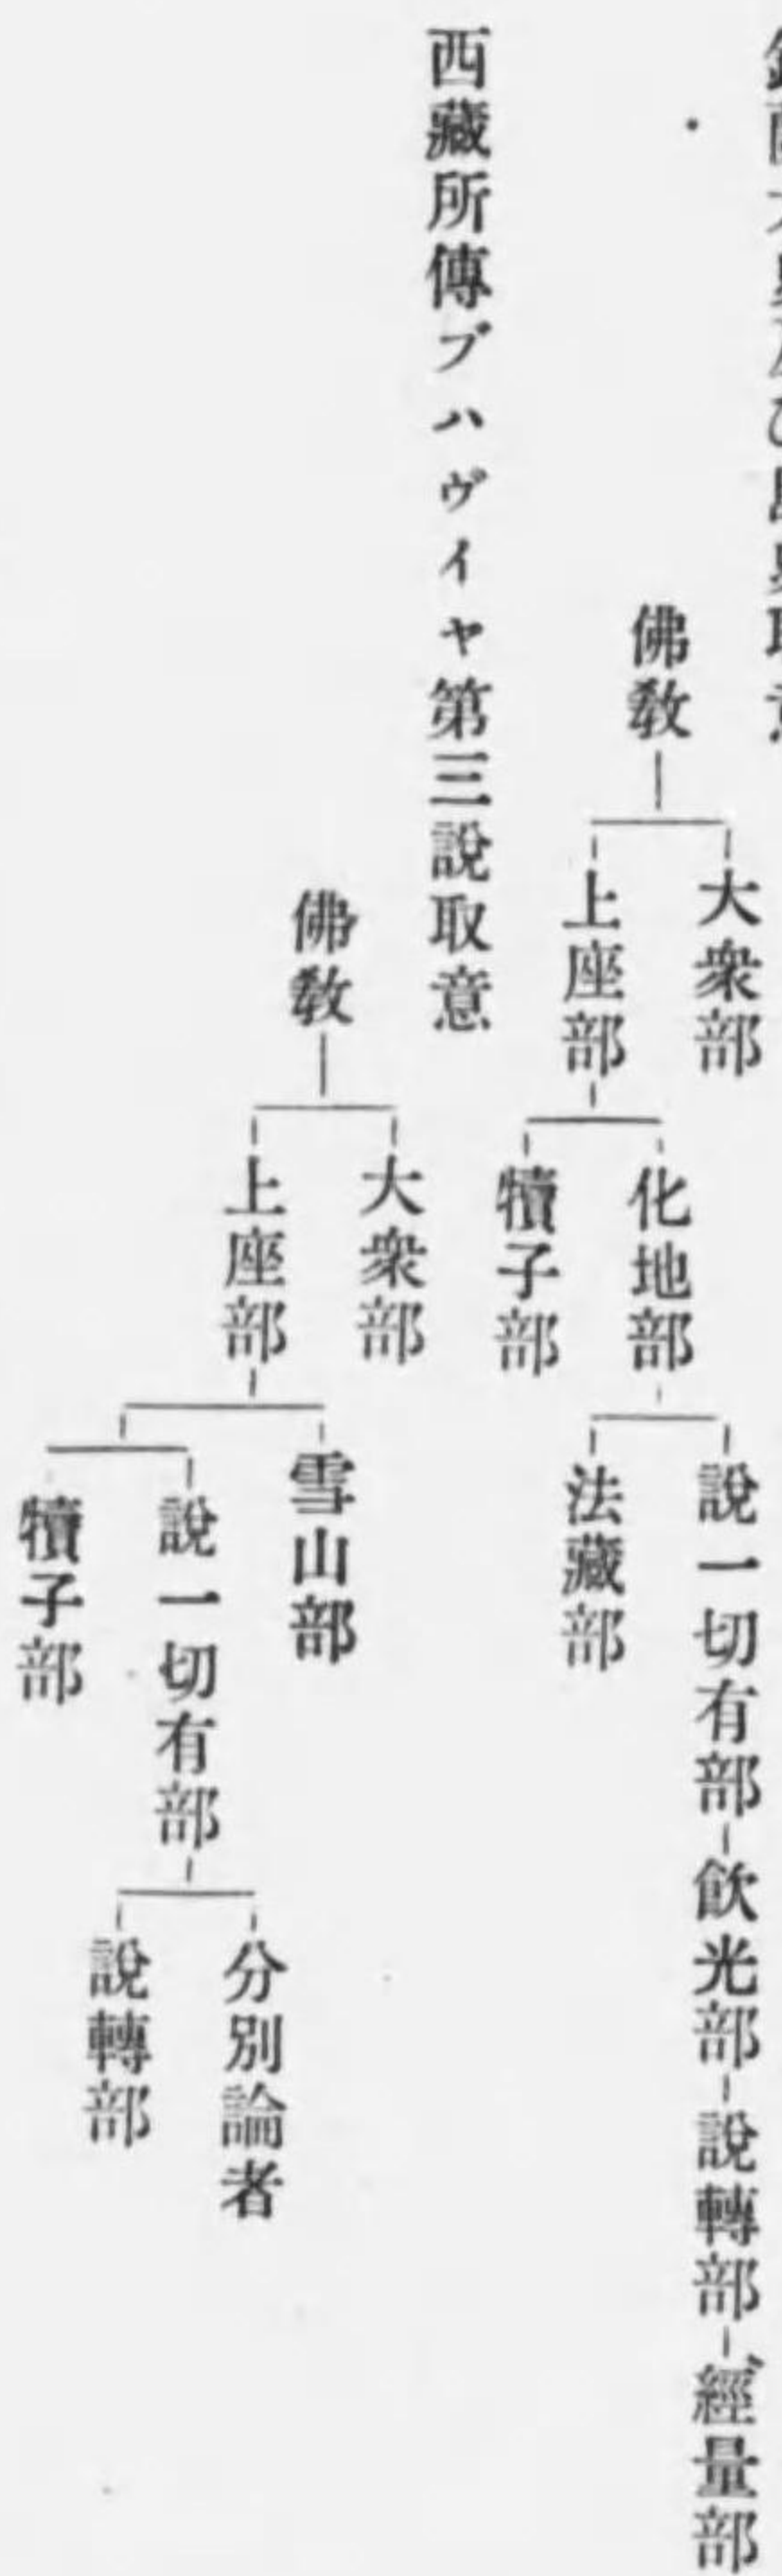 佛教
大衆部
上座部
化地部
犢子部
說一切有部-飲光部-說轉部-經量部
法藏部
西藏所傳ブハヴイヤ第三說取意
佛教
大衆部
上座部
雪山部
說一切有部
犢子部
分別論者
說轉部